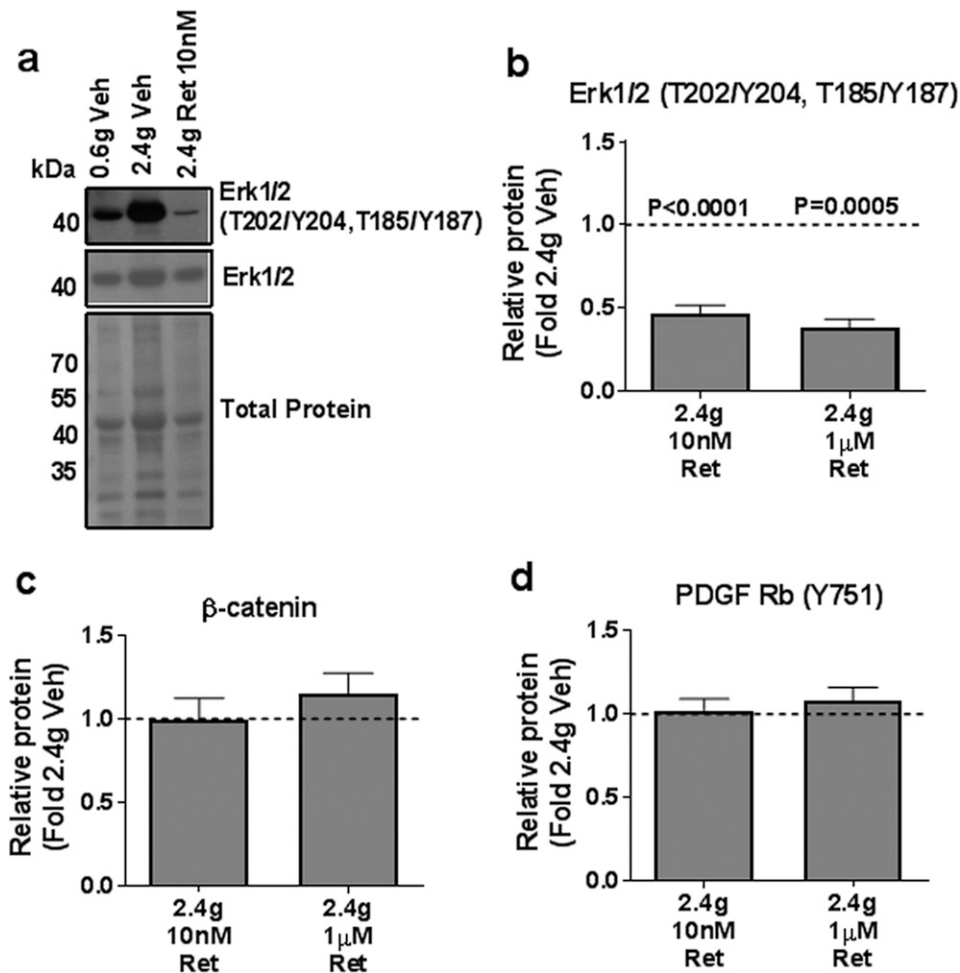 a
0.6g Veh
2.4g Veh
2.4g Ret 10nM
kDa
40
Erk1/2
(T202/Y204, T185/Y187)
40
Erk1/2
70
55
40
35
Total Protein
b
Erk1/2 (T202/Y204, T185/Y187)
Relative protein
(Fold 2.4g Veh)
1.5
1.0
0.5
0.0
P<0.0001
P=0.0005
2.4g
10nM
Ret
2.4g
1μM
Ret
c
β-catenin
Relative protein
(Fold 2.4g Veh)
1.5
1.0
0.5
0.0
2.4g
10nM
Ret
2.4g
1μM
Ret
d
PDGF Rb (Y751)
Relative protein
(Fold 2.4g Veh)
1.5
1.0
0.5
0.0
2.4g
10nM
Ret
2.4g
1μM
Ret